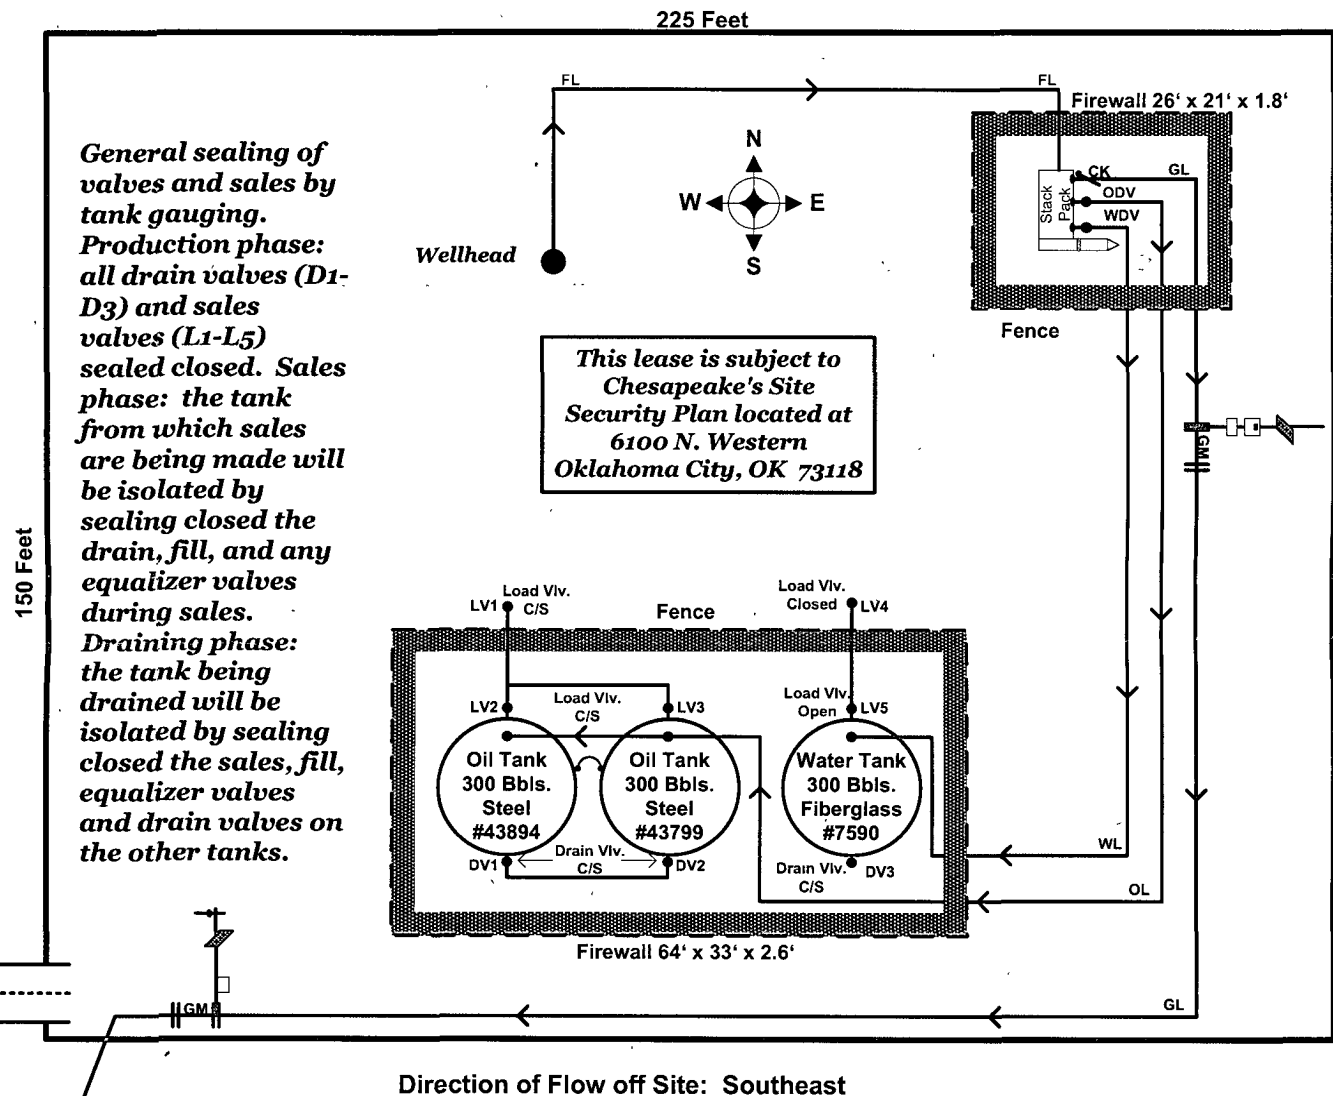 225 Feet
FL
FL
Firewall 26' x 21' x 1.8'
General sealing of
valves and sales by
tank gauging.
Production phase:
all drain valves (D1-
D3) and sales
valves (L1-L5)
sealed closed. Sales
phase: the tank
from which sales
are being made will
be isolated by
sealing closed the
drain, fill, and any
equalizer valves
during sales.
Draining phase:
the tank being
drained will be
isolated by sealing
closed the sales, fill,
equalizer valves
and drain valves on
the other tanks.
N
W
E
S
Wellhead
Stack
Pack
CK
GL
ODV
WDV
Fence
This lease is subject to
Chesapeake's Site
Security Plan located at
6100 N. Western
Oklahoma City, OK 73118
GM
150 Feet
Load Vlv.
C/S
LV1
Fence
Load Vlv.
Closed
LV4
LV2
Load Vlv.
C/S
LV3
Load Vlv.
Open
LV5
Oil Tank
300 Bbls.
Steel
#43894
Oil Tank
300 Bbls.
Steel
#43799
Water Tank
300 Bbls.
Fiberglass
#7590
DV1
Drain Vlv.
C/S
DV2
Drain Vlv.
C/S
DV3
WL
OL
Firewall 64' x 33' x 2.6'
GM
GL
Direction of Flow off Site: Southeast